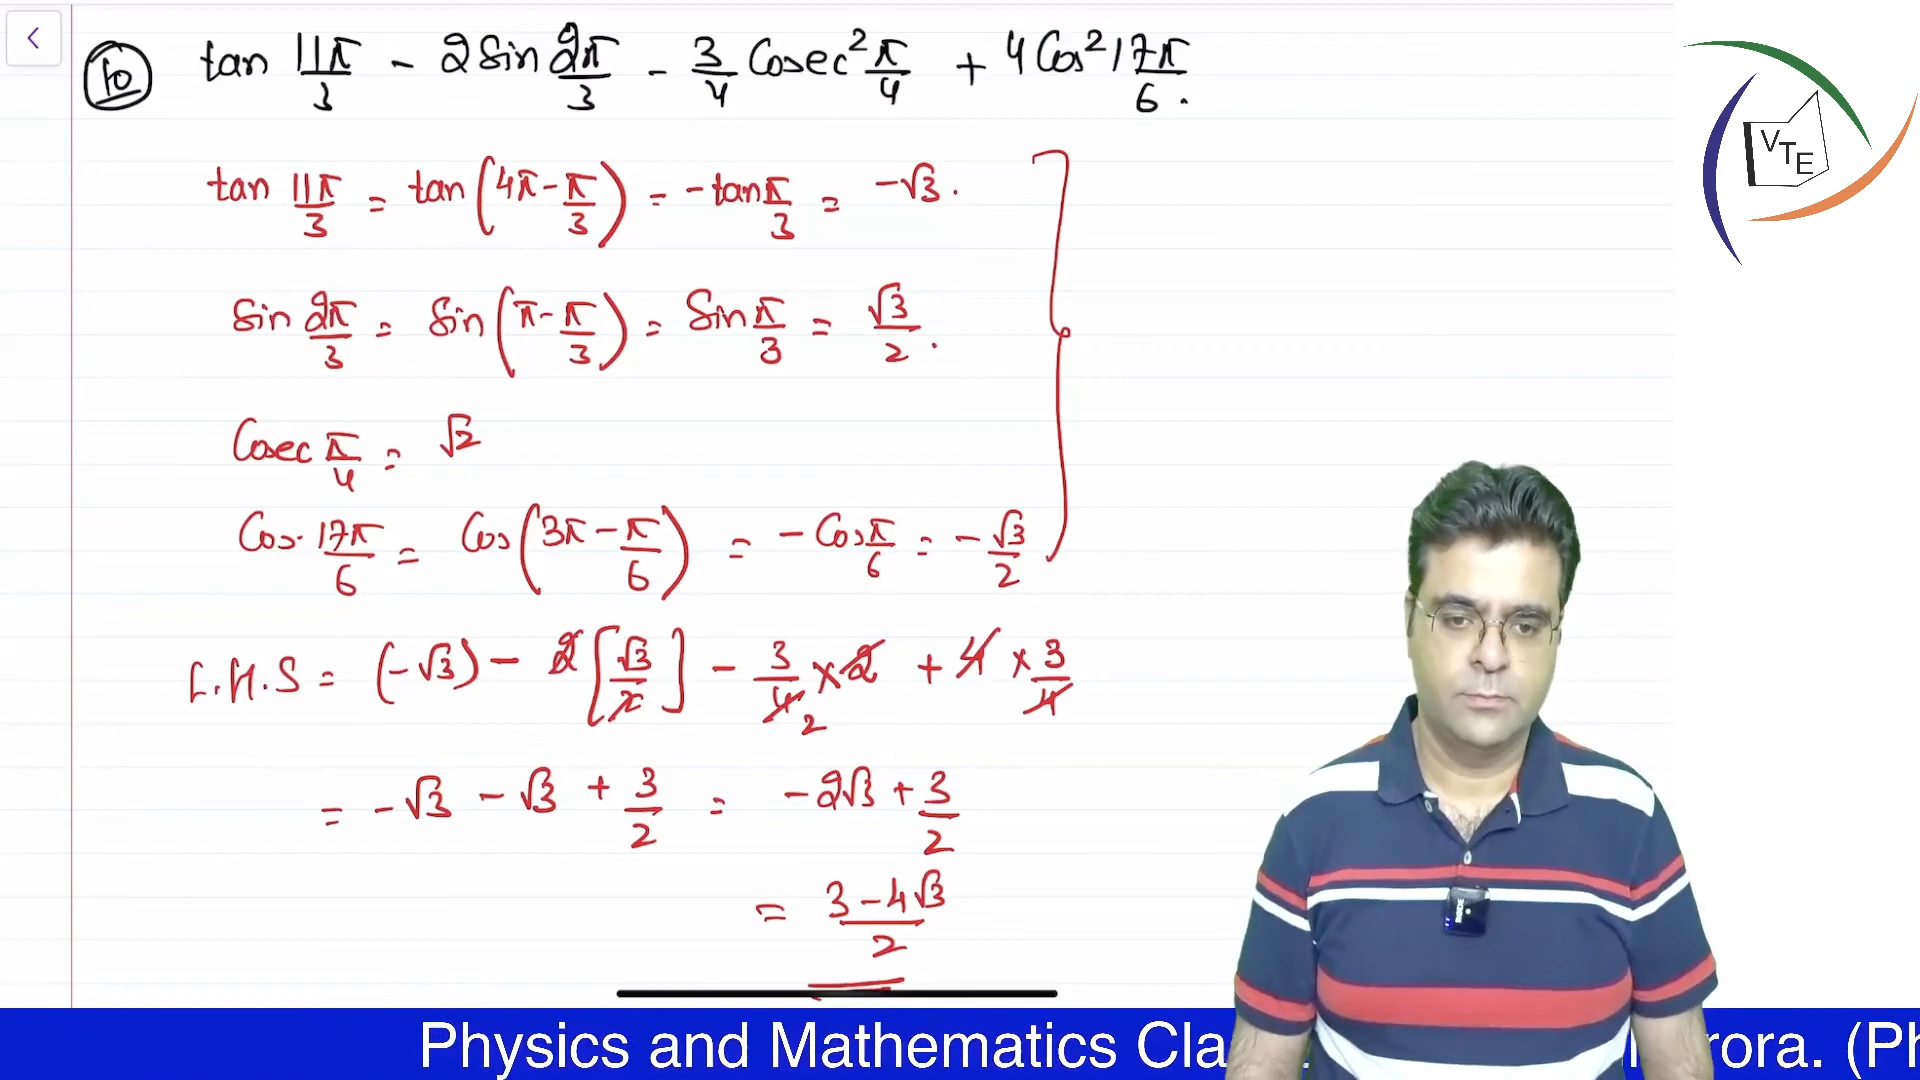 10 tan 11π/3 - 2 Sin 2π/3 - 3/4 Cosec² π/4 + 4 Cos² 17π/6.
tan 11π/3 = tan(4π - π/3) = -tan π/3 = -√3.
Sin 2π/3 = Sin(π - π/3) = Sin π/3 = √3/2.
Cosec π/4 = √2
Cos 17π/6 = Cos(3π - π/6) = -Cos π/6 = -√3/2
L.H.S = (-√3) - 2[√3/2] - 3/4 2 × 2 + 4 × 3/4
= -√3 - √3 + 3/2 = -2√3 + 3/2
= 3 - 4√3/2
VTE
Physics and Mathematics Cla rora. (Ph